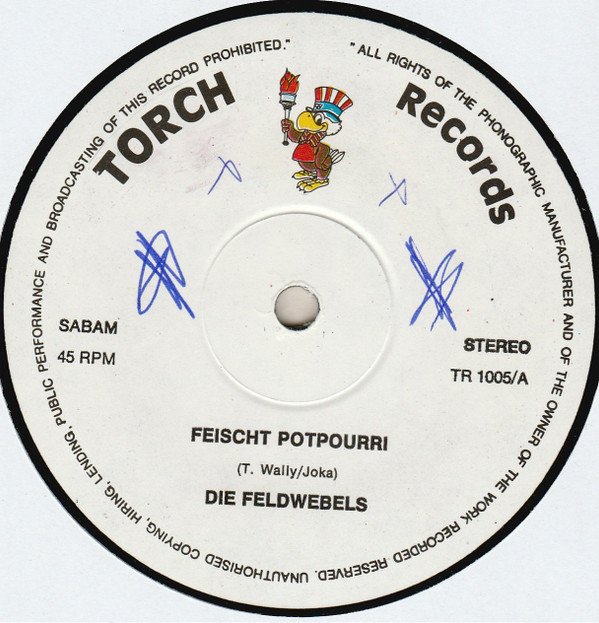 "ALL RIGHTS OF THE PHONOGRAPHIC MANUFACTURER AND OF THE OWNER OF THE WORK RECORDED RESERVED. UNAUTHORISED COPYING, HIRING, LENDING, PUBLIC PERFORMANCE AND BROADCASTING OF THIS RECORD PROHIBITED."
TORCH Records
SABAM
45 RPM
STEREO
TR 1005/A
FEISCHT POTPOURRI
(T. Wally/Joka)
DIE FELDWEBELS